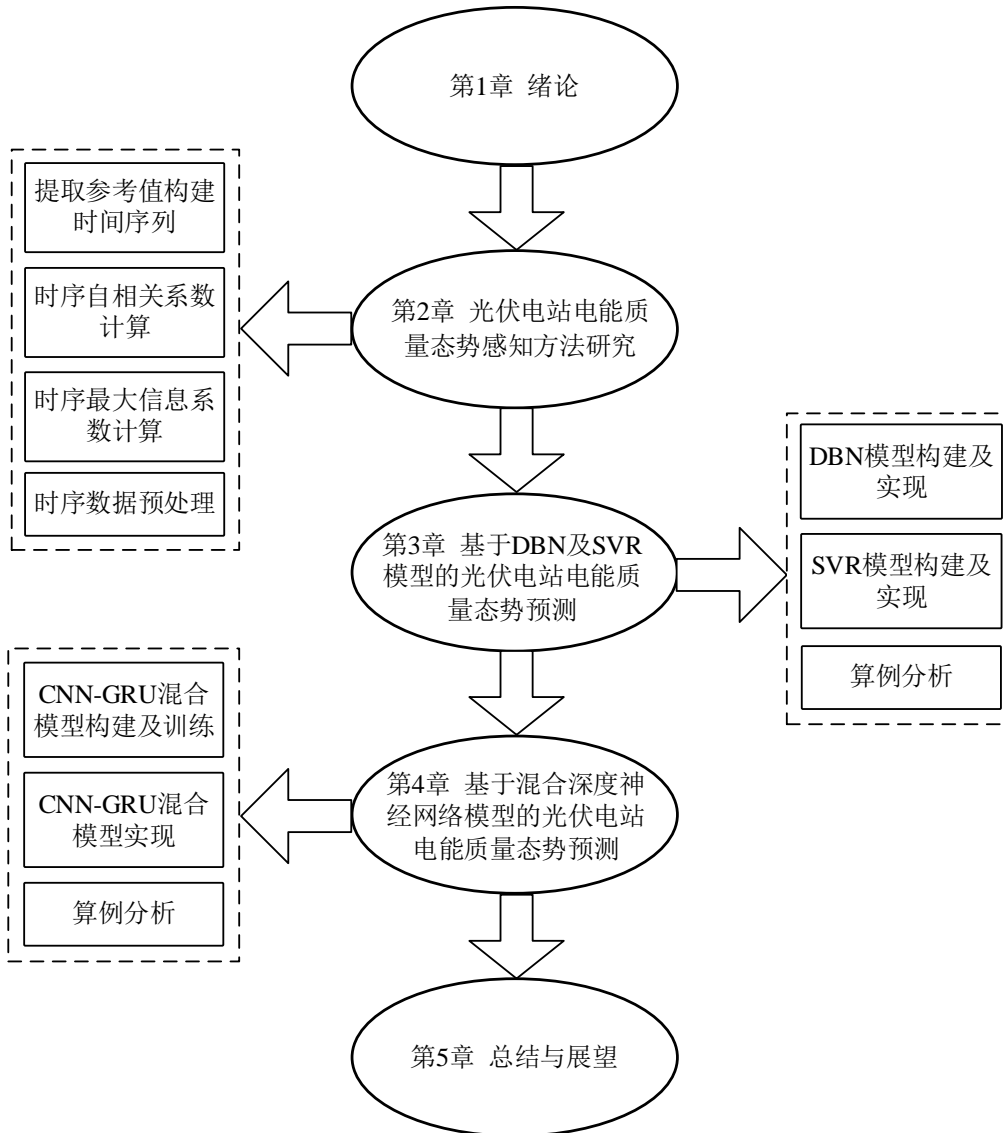 第1章 绪论
提取参考值构建
时间序列
时序自相关系数
计算
时序最大信息系
数计算
时序数据预处理
第2章 光伏电站电能质
量态势感知方法研究
第3章 基于DBN及SVR
模型的光伏电站电能质
量态势预测
DBN模型构建及
实现
SVR模型构建及
实现
算例分析
CNN-GRU混合
模型构建及训练
CNN-GRU混合
模型实现
算例分析
第4章 基于混合深度神
经网络模型的光伏电站
电能质量态势预测
第5章 总结与展望